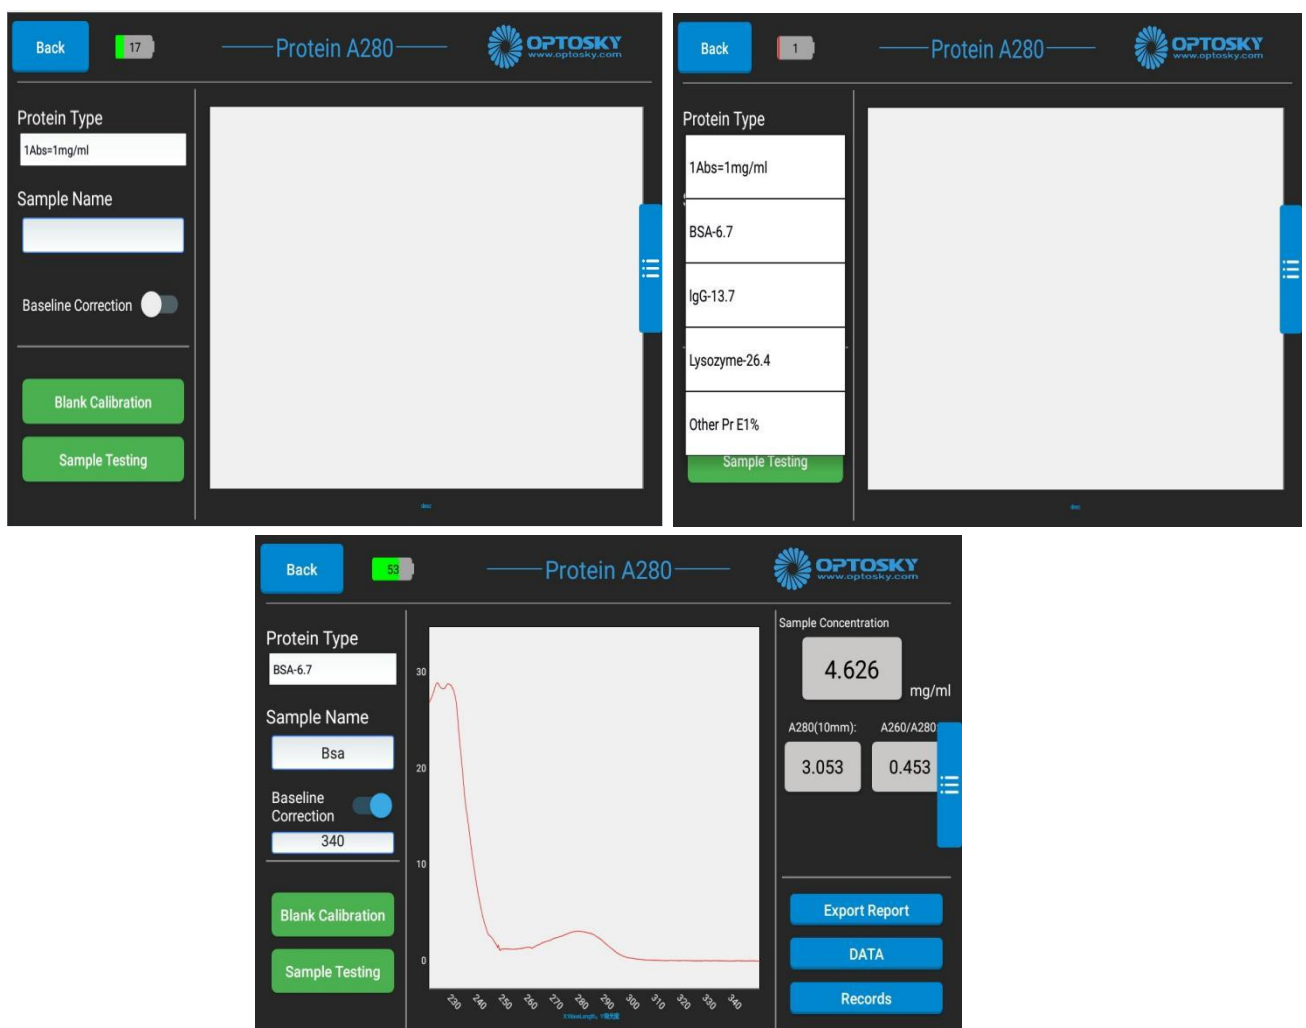 Back
17
Protein A280
OPTOSKY
www.optosky.com
Protein Type
1Abs=1mg/ml
Sample Name
Baseline Correction
Blank Calibration
Sample Testing
Back
1
Protein A280
OPTOSKY
www.optosky.com
Protein Type
1Abs=1mg/ml
BSA-6.7
IgG-13.7
Lysozyme-26.4
Other Pr E1%
Sample Testing
Back
53
Protein A280
OPTOSKY
www.optosky.com
Protein Type
BSA-6.7
Sample Name
Bsa
Baseline
Correction
340
Blank Calibration
Sample Testing
30
20
10
0
230 240 250 260 270 280 290 300 310 320 330 340
X:WaveLength, Y:吸光度
Sample Concentration
4.626
mg/ml
A280(10mm):
A260/A280:
3.053
0.453
Export Report
DATA
Records